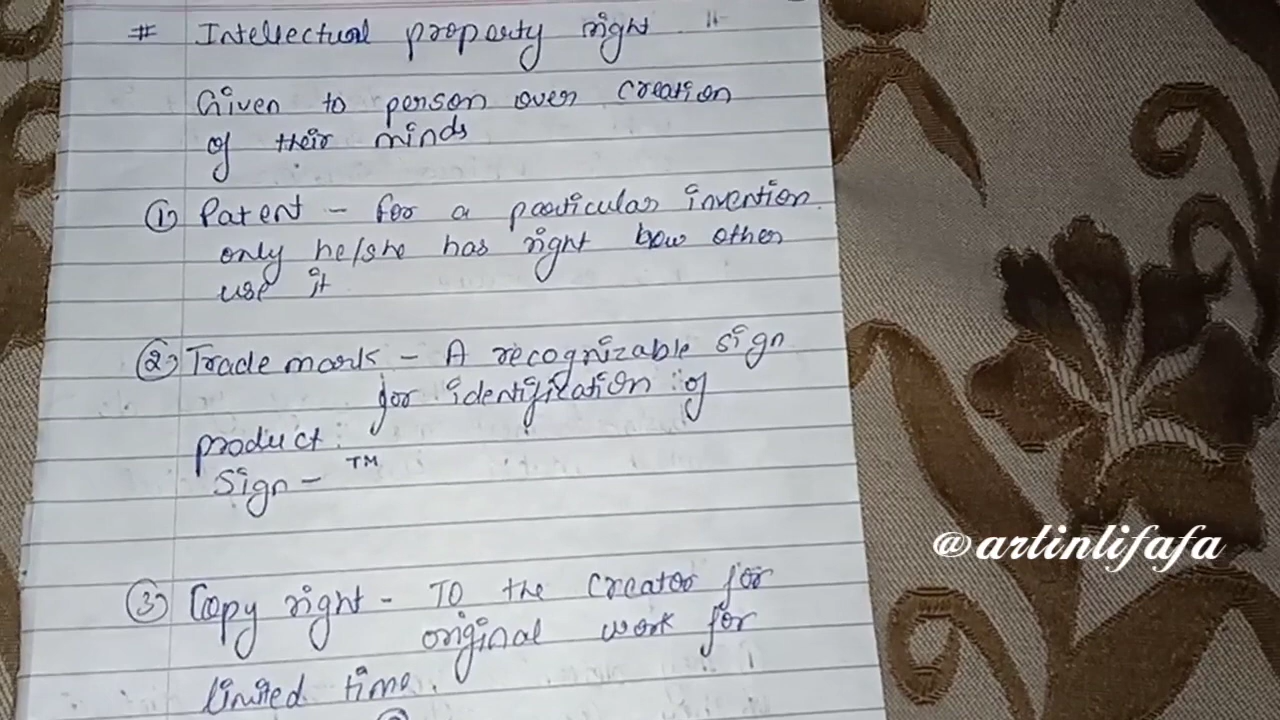 # Intellectual property right
Given to person over creation
of their minds
① Patent - for a particular invention
only he/she has right how other
use it
② Trade mark - A recognizable sign
for identification of
product.
Sign - TM
@artinlifafa
③ Copy right - TO the creator for
original work for
limited time.